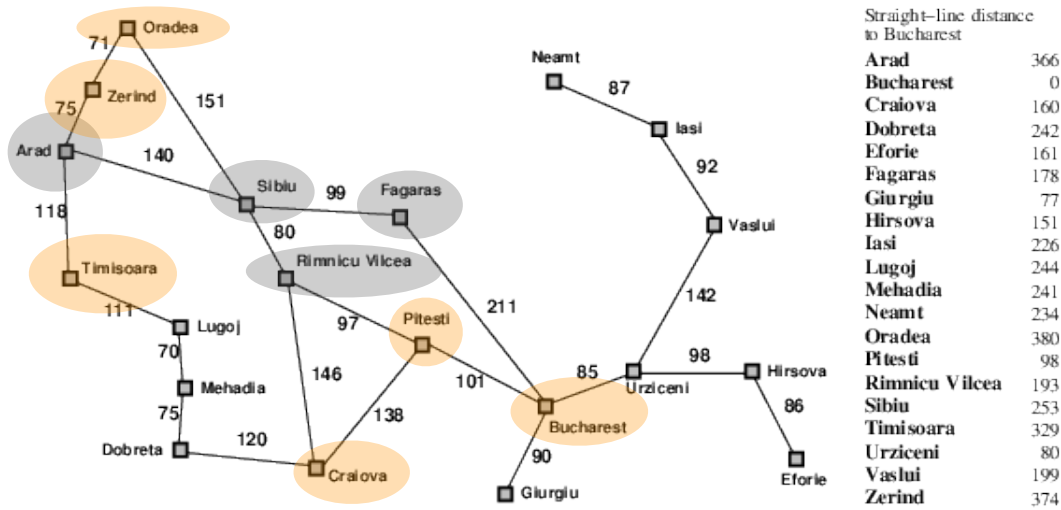 Oradea
71
Neamt
87
Zerind
151
75
Iasi
Arad
140
92
Sibiu
99
Fagaras
118
Vaslui
80
Rimnicu Vilcea
Timisoara
111
142
211
Lugoj
97
Pitesti
70
98
Hirsova
146
101
85
Urziceni
Mehadia
86
75
138
Bucharest
120
Dobreta
90
Craiova
Eforie
Giurgiu
Straight–line distance
to Bucharest
Arad 366
Bucharest 0
Craiova 160
Dobreta 242
Eforie 161
Fagaras 178
Giurgiu 77
Hirsova 151
Iasi 226
Lugoj 244
Mehadia 241
Neamt 234
Oradea 380
Pitesti 98
Rimnicu Vilcea 193
Sibiu 253
Timisoara 329
Urziceni 80
Vaslui 199
Zerind 374